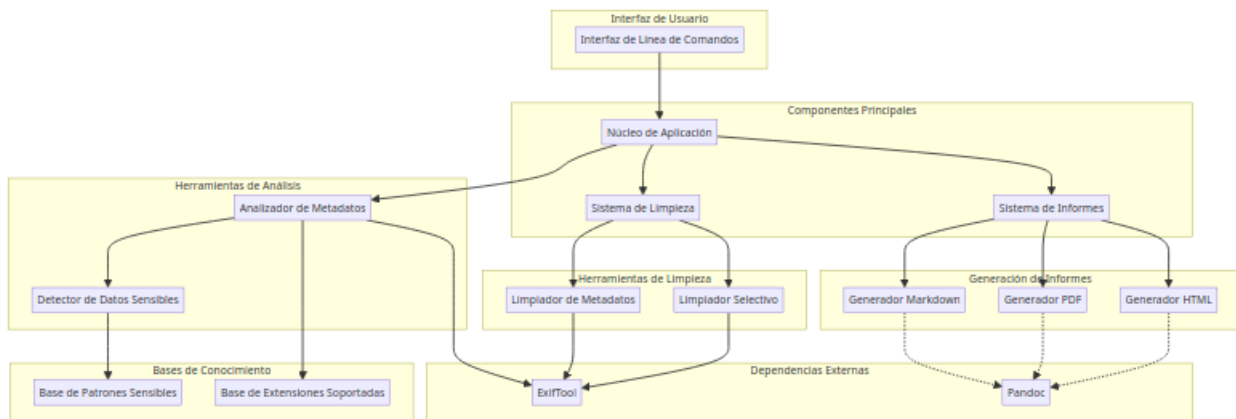 Interfaz de Usuario
Interfaz de Línea de Comandos
Componentes Principales
Núcleo de Aplicación
Herramientas de Análisis
Analizador de Metadatos
Sistema de Limpieza
Sistema de Informes
Herramientas de Limpieza
Generación de Informes
Detector de Datos Sensibles
Limpiador de Metadatos
Limpiador Selectivo
Generador Markdown
Generador PDF
Generador HTML
Bases de Conocimiento
Dependencias Externas
Base de Patrones Sensibles
Base de Extensiones Soportadas
ExifTool
Pandoc